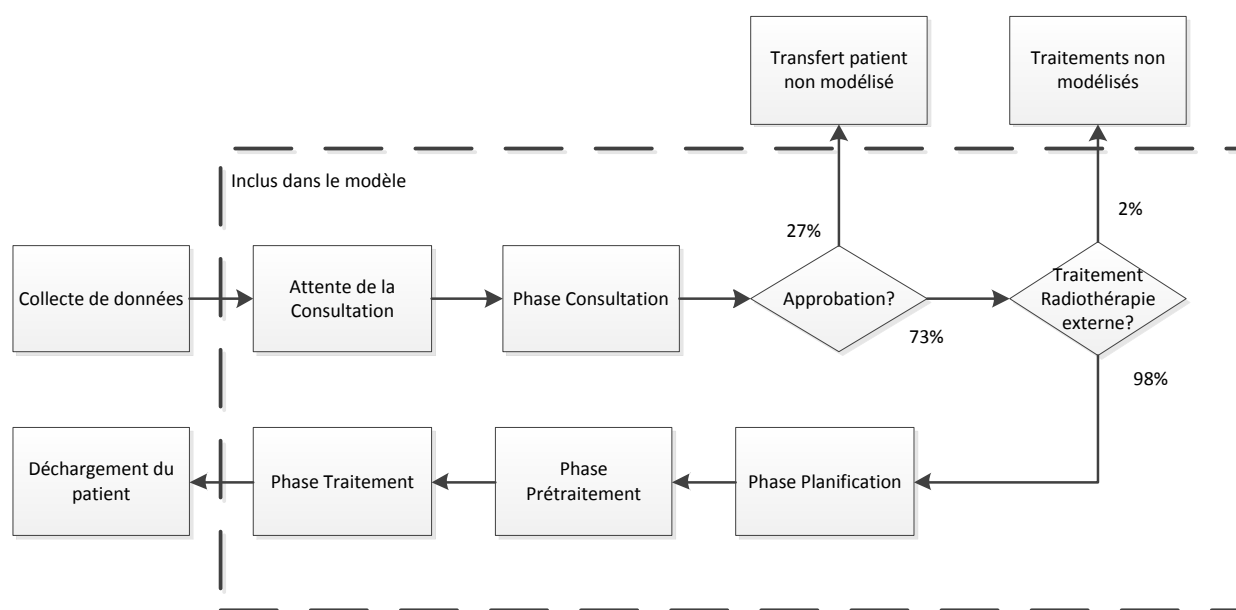 Transfert patient
non modélisé
Traitements non
modélisés
Inclus dans le modèle
27%
2%
Collecte de données
Attente de la
Consultation
Phase Consultation
Approbation?
73%
Traitement
Radiothérapie
externe?
98%
Déchargement du
patient
Phase Traitement
Phase
Prétraitement
Phase Planification